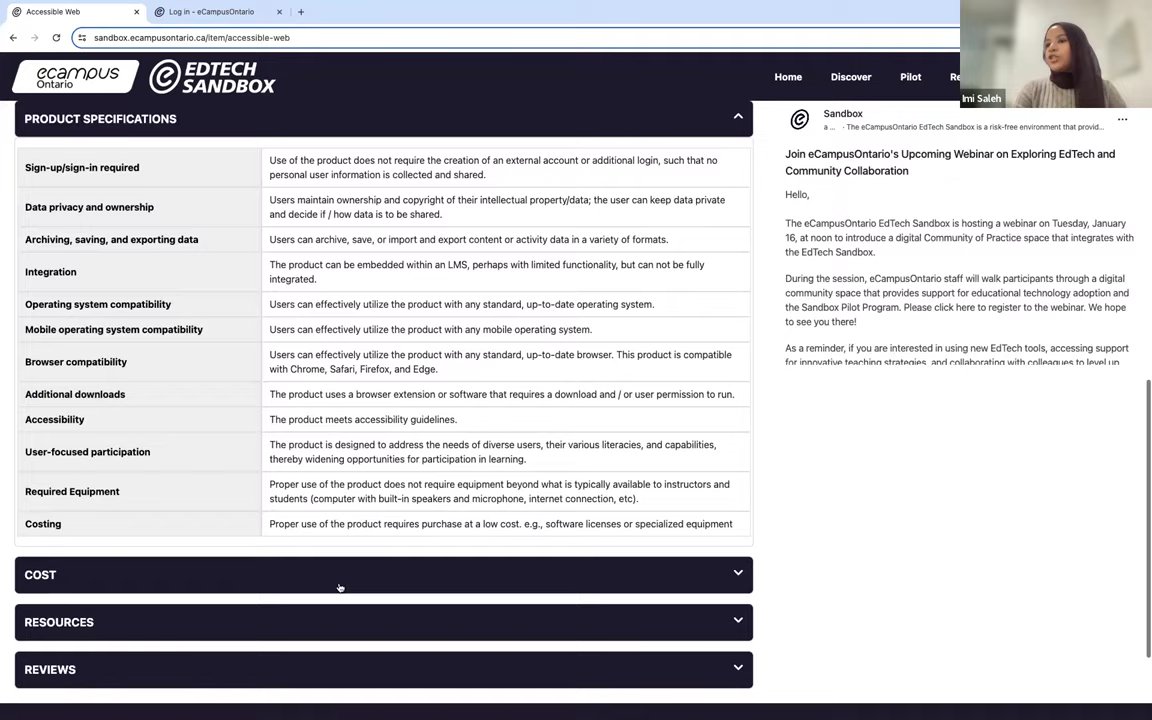 Accessible Web
Log in - eCampusOntario
sandbox.ecampusontario.ca/item/accessible-web
ecampus
Ontario
EDTECH
SANDBOX
Home
Discover
Pilot
Imi Saleh
PRODUCT SPECIFICATIONS
Sign-up/sign-in required
Use of the product does not require the creation of an external account or additional login, such that no
personal user information is collected and shared.
Data privacy and ownership
Users maintain ownership and copyright of their intellectual property/data; the user can keep data private
and decide if / how data is to be shared.
Archiving, saving, and exporting data
Users can archive, save, or import and export content or activity data in a variety of formats.
Integration
The product can be embedded within an LMS, perhaps with limited functionality, but can not be fully
integrated.
Operating system compatibility
Users can effectively utilize the product with any standard, up-to-date operating system.
Mobile operating system compatibility
Users can effectively utilize the product with any mobile operating system.
Browser compatibility
Users can effectively utilize the product with any standard, up-to-date browser. This product is compatible
with Chrome, Safari, Firefox, and Edge.
Additional downloads
The product uses a browser extension or software that requires a download and / or user permission to run.
Accessibility
The product meets accessibility guidelines.
User-focused participation
The product is designed to address the needs of diverse users, their various literacies, and capabilities,
thereby widening opportunities for participation in learning.
Required Equipment
Proper use of the product does not require equipment beyond what is typically available to instructors and
students (computer with built-in speakers and microphone, internet connection, etc).
Costing
Proper use of the product requires purchase at a low cost. e.g., software licenses or specialized equipment
COST
RESOURCES
REVIEWS
Sandbox
a ... · The eCampusOntario EdTech Sandbox is a risk-free environment that provid...
Join eCampusOntario's Upcoming Webinar on Exploring EdTech and
Community Collaboration
Hello,
The eCampusOntario EdTech Sandbox is hosting a webinar on Tuesday, January
16, at noon to introduce a digital Community of Practice space that integrates with
the EdTech Sandbox.
During the session, eCampusOntario staff will walk participants through a digital
community space that provides support for educational technology adoption and
the Sandbox Pilot Program. Please click here to register to the webinar. We hope
to see you there!
As a reminder, if you are interested in using new EdTech tools, accessing support
for innovative teaching strategies, and collaborating with colleagues to level up